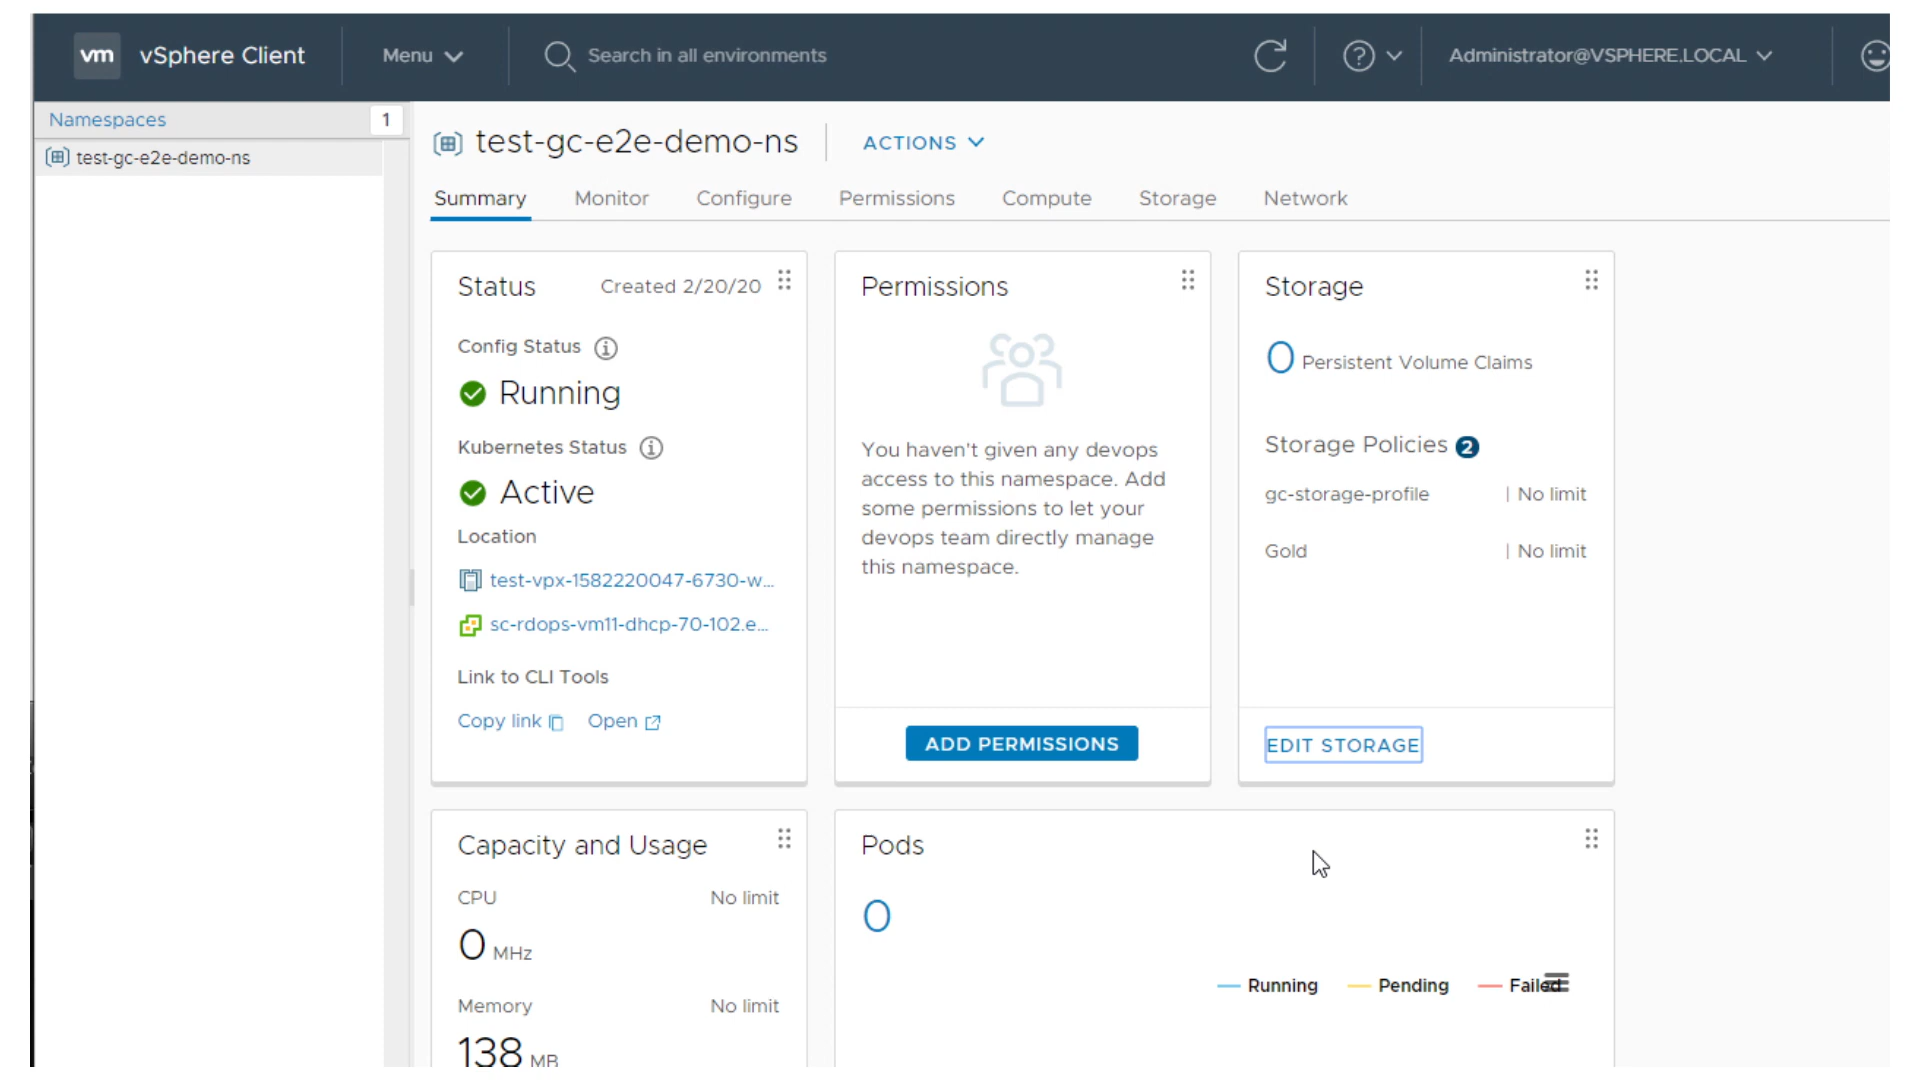 vm vSphere Client Menu Search in all environments Administrator@VSPHERE.LOCAL
Namespaces 1
test-gc-e2e-demo-ns
test-gc-e2e-demo-ns ACTIONS
Summary Monitor Configure Permissions Compute Storage Network
Status Created 2/20/20
Config Status
Running
Kubernetes Status
Active
Location
test-vpx-1582220047-6730-w...
sc-rdops-vm11-dhcp-70-102.e...
Link to CLI Tools
Copy link Open
Permissions
You haven't given any devops
access to this namespace. Add
some permissions to let your
devops team directly manage
this namespace.
ADD PERMISSIONS
Storage
0 Persistent Volume Claims
Storage Policies 2
gc-storage-profile | No limit
Gold | No limit
EDIT STORAGE
Capacity and Usage
CPU No limit
0 MHz
Memory No limit
138 MB
Pods
0
Running Pending Failed